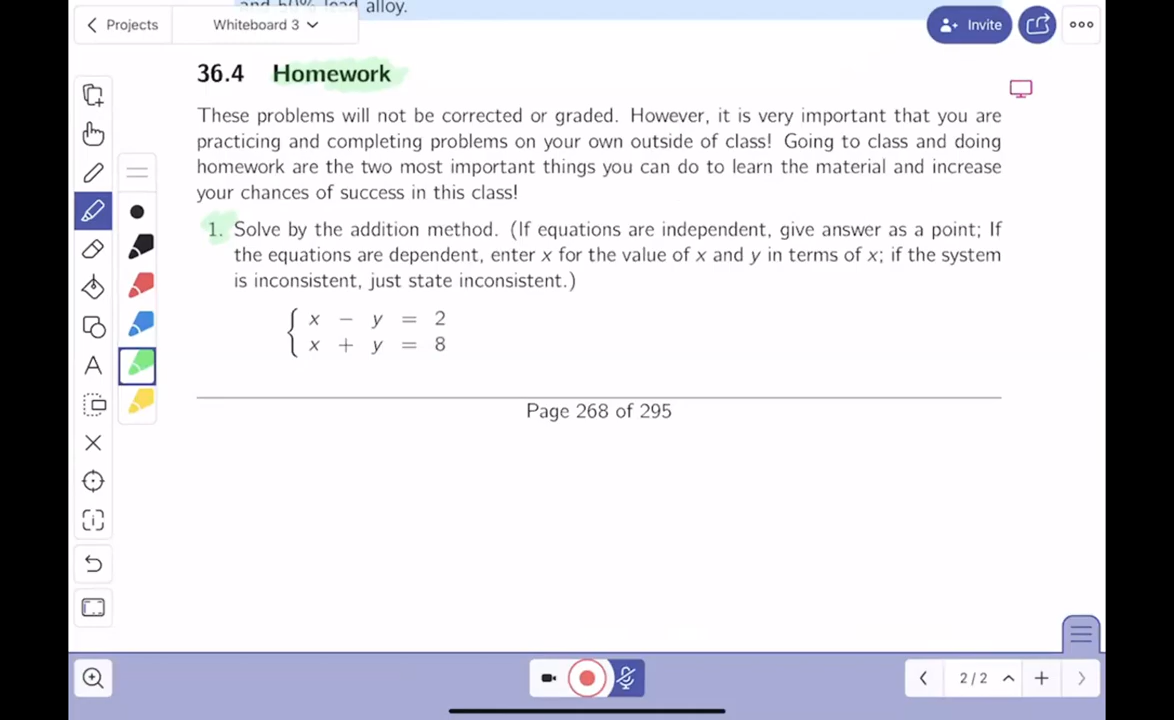 and 50% lead alloy.
Projects
Whiteboard 3
Invite
36.4 Homework
These problems will not be corrected or graded. However, it is very important that you are
practicing and completing problems on your own outside of class! Going to class and doing
homework are the two most important things you can do to learn the material and increase
your chances of success in this class!
1. Solve by the addition method. (If equations are independent, give answer as a point; If
the equations are dependent, enter x for the value of x and y in terms of x; if the system
is inconsistent, just state inconsistent.)
x − y = 2
x + y = 8
Page 268 of 295
A
2/2